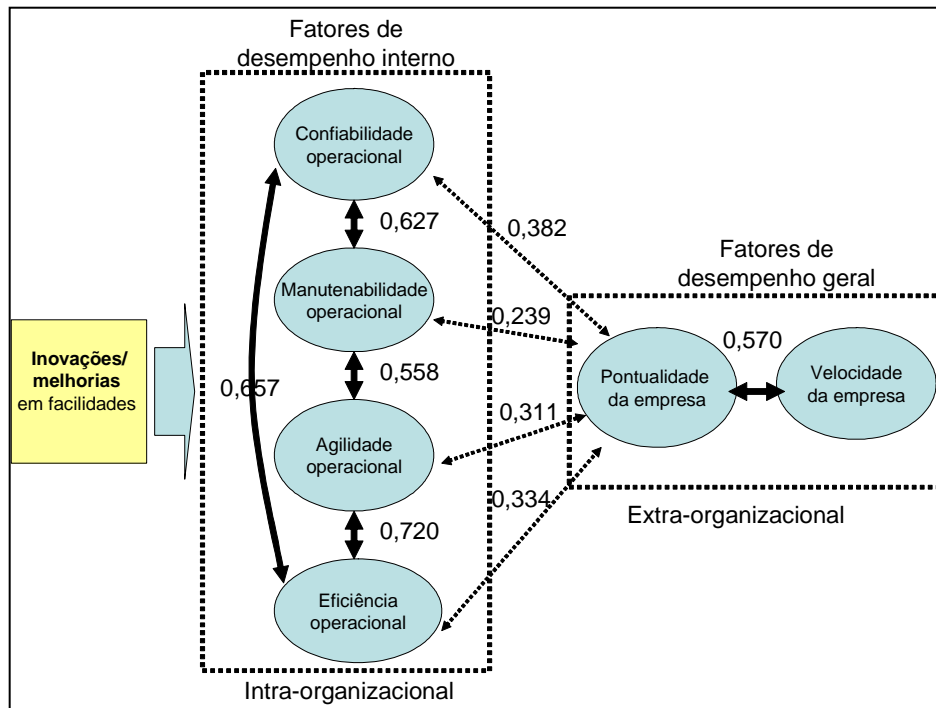 Fatores de
desempenho interno
Confiabilidade
operacional
0,627
0,382
Manutenabilidade
operacional
0,239
Fatores de
desempenho geral
Inovações/
melhorias
em facilidades
0,657
0,558
0,570
Pontualidade
da empresa
Velocidade
da empresa
0,311
Agilidade
operacional
0,334
0,720
Extra-organizacional
Eficiência
operacional
Intra-organizacional